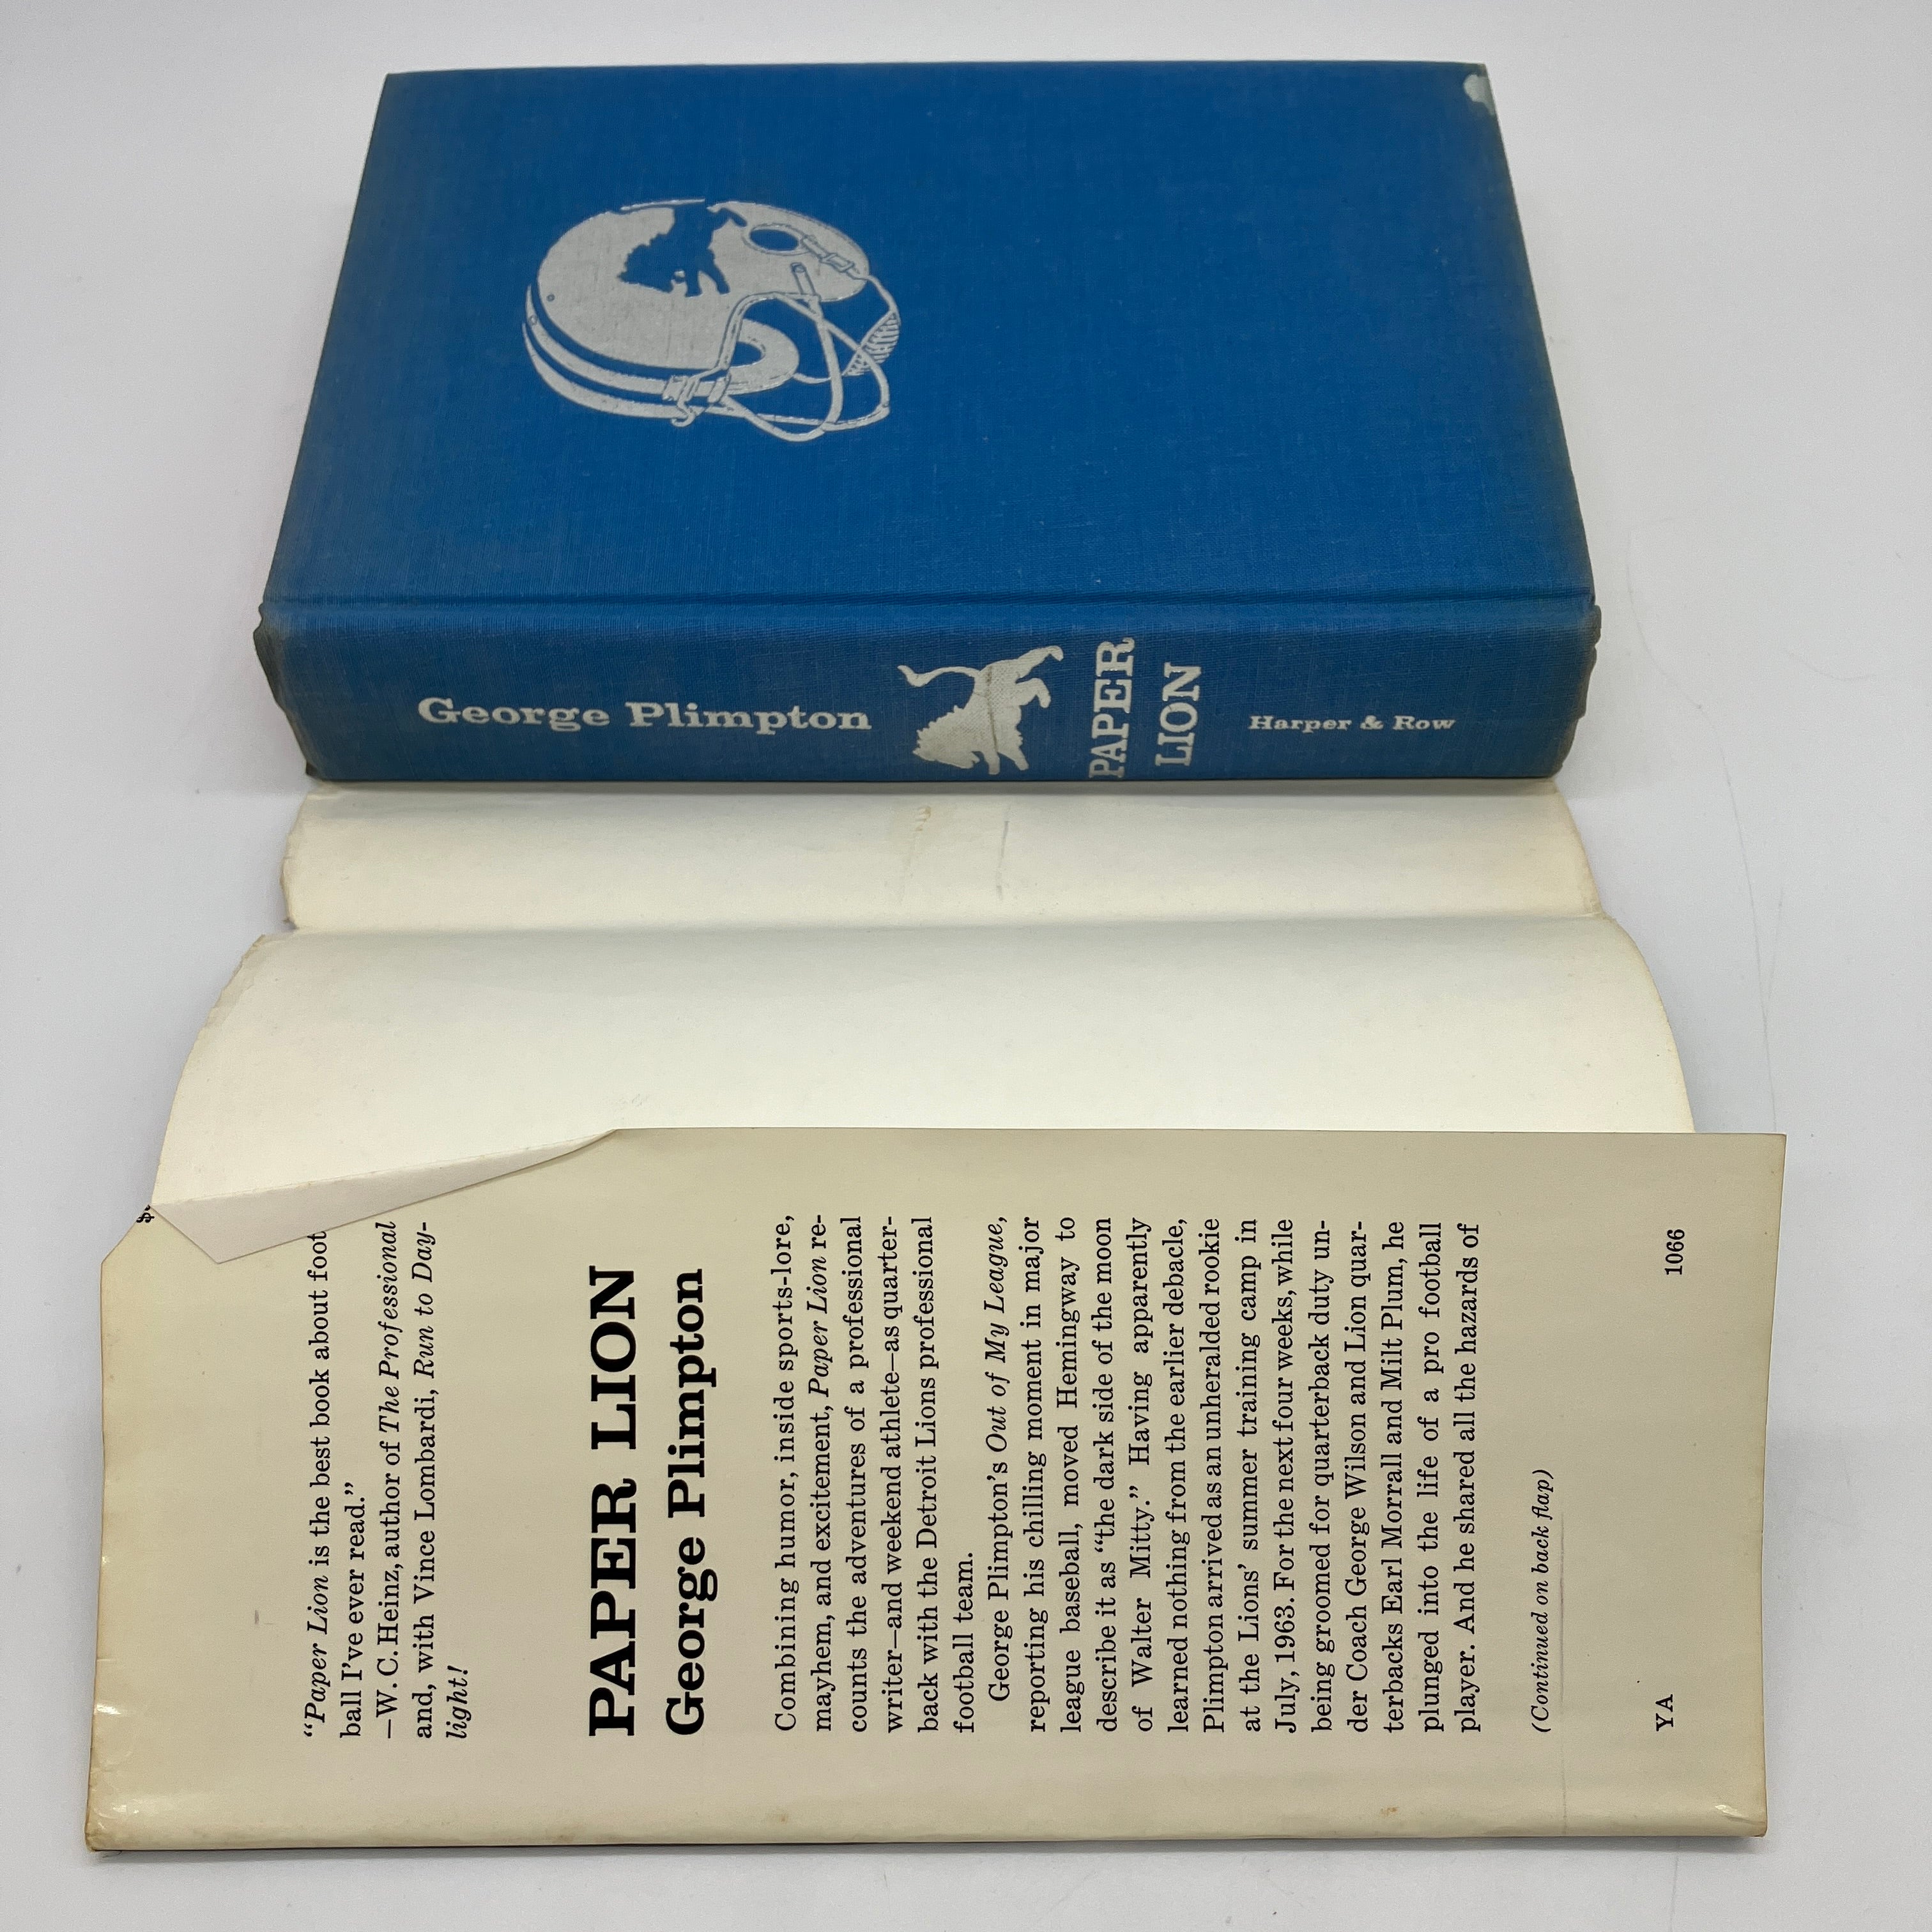 George Plimpton
PAPER
LION
Harper & Row
“Paper Lion is the best book about foot
ball I’ve ever read.”
—W. C. Heinz, author of The Professional
and, with Vince Lombardi, Run to Day-
light!
PAPER LION
George Plimpton
Combining humor, inside sports-lore,
mayhem, and excitement, Paper Lion re-
counts the adventures of a professional
writer—and weekend athlete—as quarter-
back with the Detroit Lions professional
football team.
George Plimpton’s Out of My League,
reporting his chilling moment in major
league baseball, moved Hemingway to
describe it as “the dark side of the moon
of Walter Mitty.” Having apparently
learned nothing from the earlier debacle,
Plimpton arrived as an unheralded rookie
at the Lions’ summer training camp in
July, 1963. For the next four weeks, while
being groomed for quarterback duty un-
der Coach George Wilson and Lion quar-
terbacks Earl Morrall and Milt Plum, he
plunged into the life of a pro football
player. And he shared all the hazards of
(Continued on back flap)
YA 1066